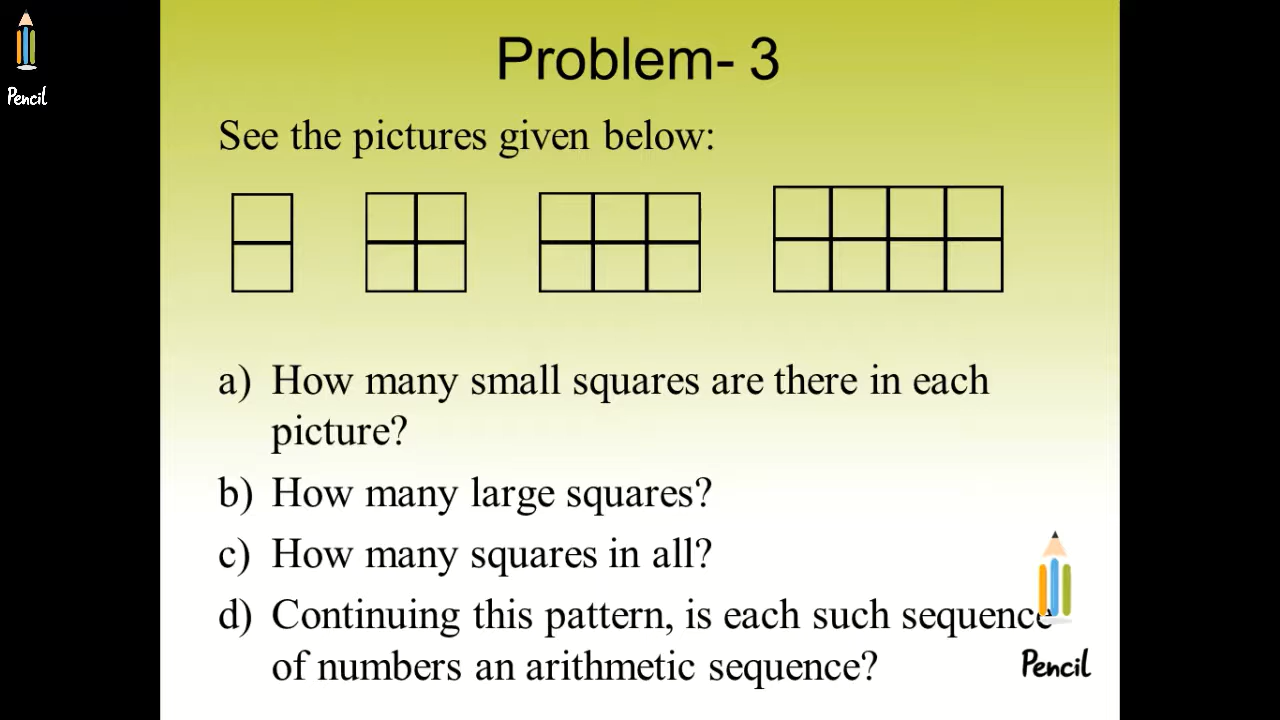 Pencil
Problem- 3
See the pictures given below:
a) How many small squares are there in each
picture?
b) How many large squares?
c) How many squares in all?
d) Continuing this pattern, is each such sequence
of numbers an arithmetic sequence?
Pencil